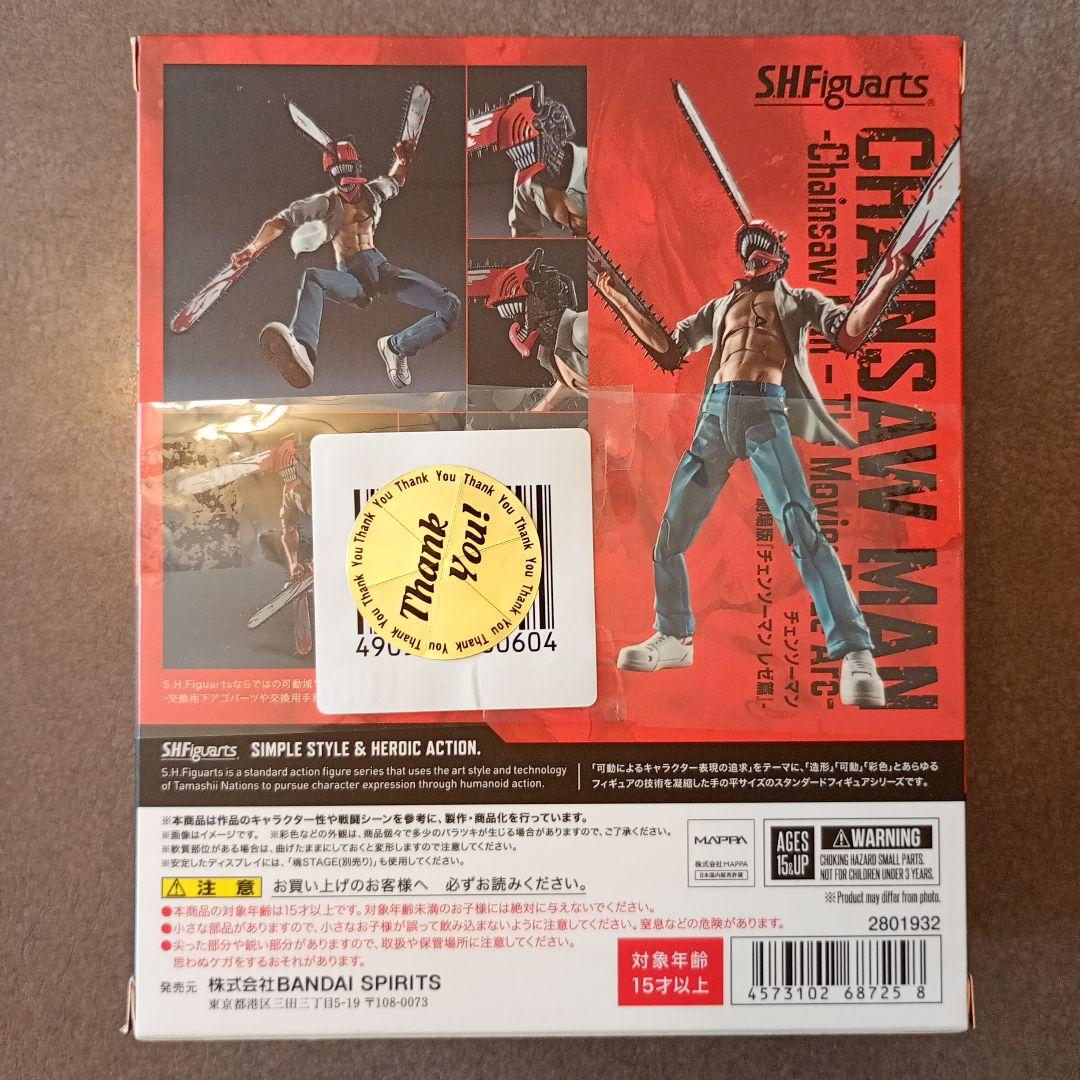 S.H.Figuarts
CHAINSAW MAN
-Chainsaw
- The Movie:
Arc-
チェンソーマン
劇場版『チェンソーマン レゼ篇』-
Thank You Thank You Thank You Thank You Thank You Thank You Thank You
Thank
You!
0604
S.H.Figuartsならではの可動域
-交換用下アゴパーツや交換用手首
S.H.Figuarts SIMPLE STYLE & HEROIC ACTION.
S.H.Figuarts is a standard action figure series that uses the art style and technology
of Tamashii Nations to pursue character expression through humanoid action.
「可動によるキャラクター表現の追求」をテーマに、「造形」「可動」「彩色」とあらゆる
フィギュアの技術を凝縮した手の平サイズのスタンダードフィギュアシリーズです。
※本商品は作品のキャラクター性や戦闘シーンを参考に、製作・商品化を行っています。
※画像はイメージです。 ※彩色などの外観は、商品個々で多少のバラツキが生じる場合がありますので、ご了承ください。
※軟質部位がある場合は、曲げたままにしておくと変形しますので注意してください。
※安定したディスプレイには、「魂STAGE(別売り)」も使用してください。
MAPPA
株式会社MAPPA
日本国内販売許諾
AGES
15&UP
WARNING
CHOKING HAZARD SMALL PARTS.
NOT FOR CHILDREN UNDER 3 YEARS.
※Product may differ from photo.
注 意 お買い上げのお客様へ 必ずお読みください。
●本商品の対象年齢は15才以上です。対象年齢未満のお子様には絶対に与えないでください。
●小さな部品がありますので、小さなお子様が誤って飲み込まないように注意してください。窒息などの危険があります。
●尖った部分や鋭い部分がありますので、取扱や保管場所に注意してください。
思わぬケガをするおそれがあります。
2801932
発売元 株式会社BANDAI SPIRITS
東京都港区三田三丁目5-19 〒108-0073
対象年齢
15才以上
4573102 68725 8